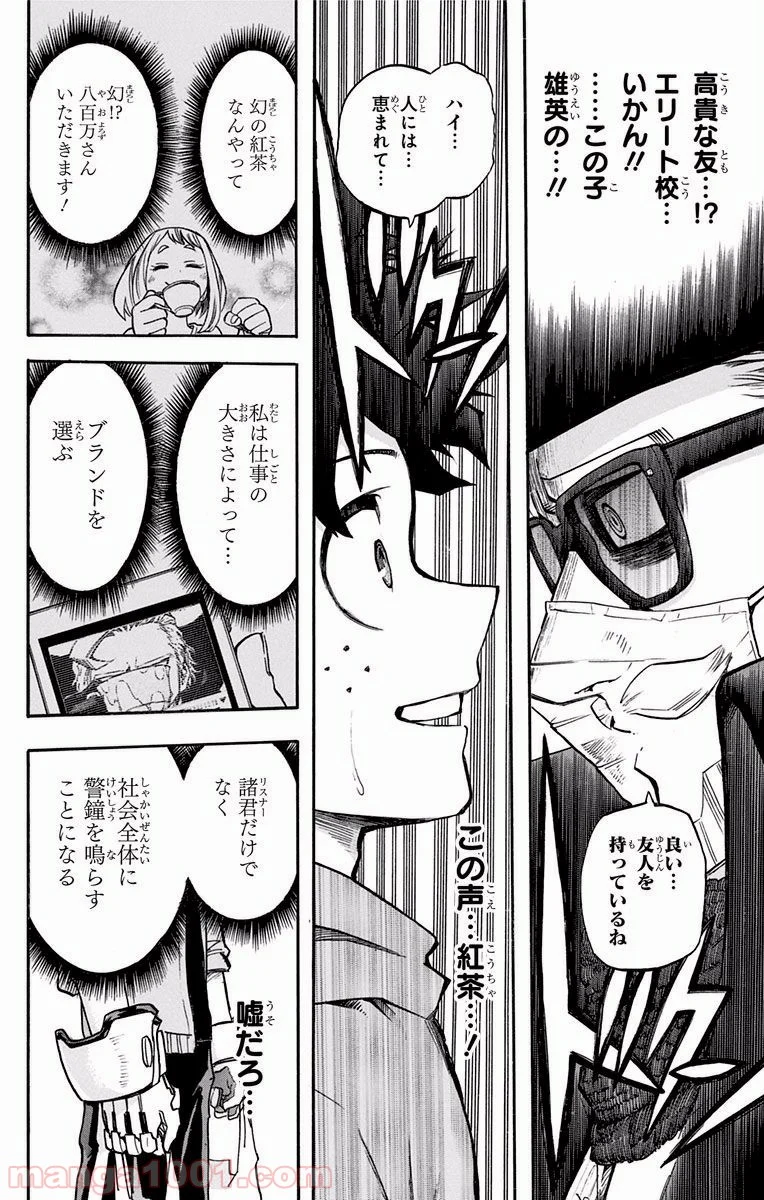 高貴な友…!?
エリート校…
いかん!!
……この子
雄英の…!!
良い…
友人を
持っているね
ハイ…
人には…
恵まれて…
この声…紅茶…!
幻の紅茶
なんやって
幻!?
八百万さん
いただきます!
私は仕事の
大きさによって…
ブランドを
選ぶ
諸君だけで
なく
社会全体に
警鐘を鳴らす
ことになる
嘘だろ…
manga1001.com